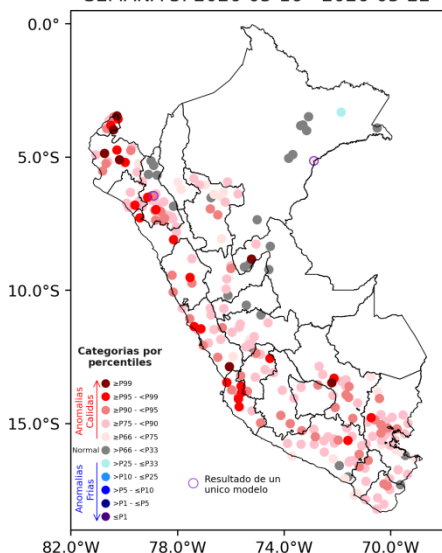 0.0°
5.0°S
10.0°S
15.0°S
82.0°W
78.0°W
74.0°W
70.0°W
Categorias por
percentiles
Anomalias
Calidas
≥P99
≥P95 - <P99
≥P90 - <P95
≥P75 - <P90
≥P66 - <P75
Normal
>P66 - <P33
Anomalias
Frias
>P25 - ≤P33
>P10 - ≤P25
>P5 - ≤P10
>P1 - ≤P5
≤P1
Resultado de un
unico modelo